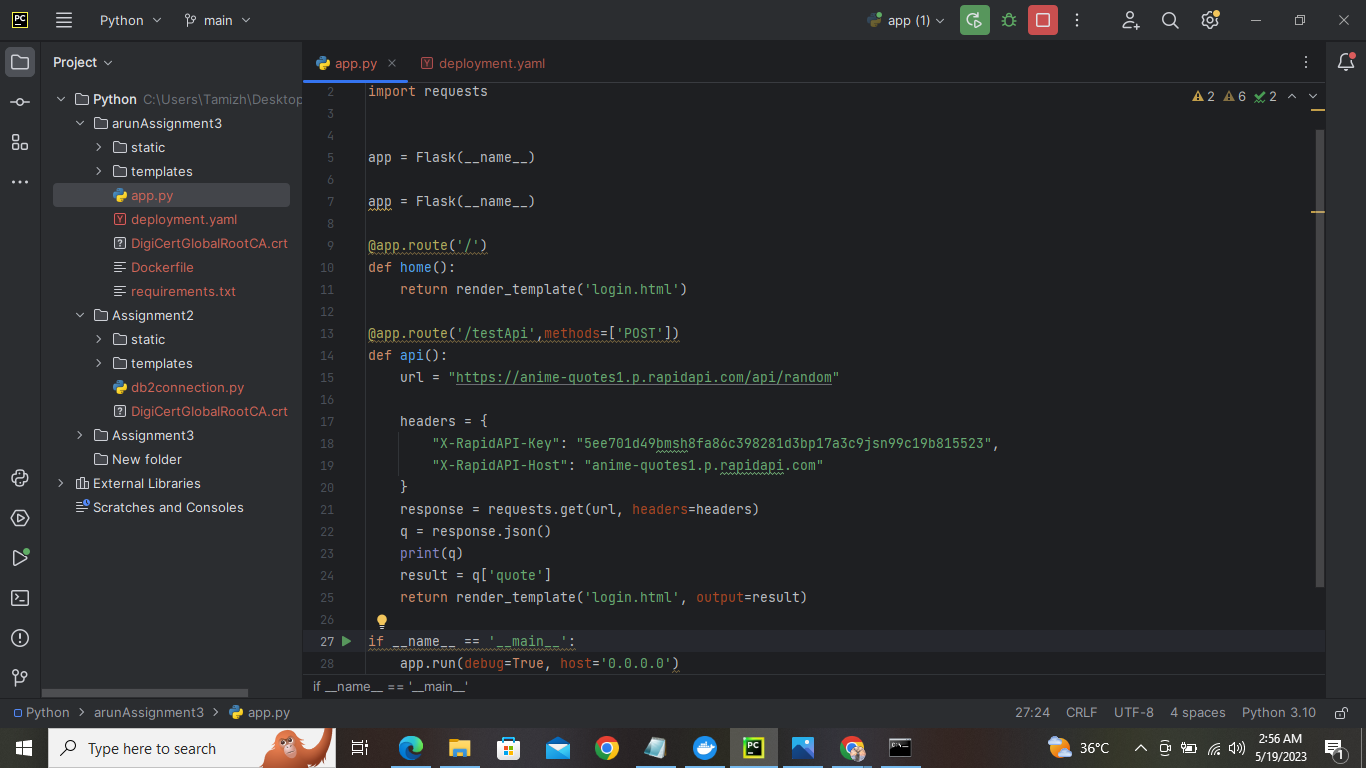 PC
Python
main
app (1)
Project
app.py
deployment.yaml
Python C:\Users\Tamizh\Desktop
arunAssignment3
static
templates
app.py
deployment.yaml
DigiCertGlobalRootCA.crt
Dockerfile
requirements.txt
Assignment2
static
templates
db2connection.py
DigiCertGlobalRootCA.crt
Assignment3
New folder
External Libraries
Scratches and Consoles
2 6 2
2 import requests
3
4
5 app = Flask(__name__)
6
7 app = Flask(__name__)
8
9 @app.route('/')
10 def home():
11 return render_template('login.html')
12
13 @app.route('/testApi',methods=['POST'])
14 def api():
15 url = "https://anime-quotes1.p.rapidapi.com/api/random"
16
17 headers = {
18 "X-RapidAPI-Key": "5ee701d49bmsh8fa86c398281d3bp17a3c9jsn99c19b815523",
19 "X-RapidAPI-Host": "anime-quotes1.p.rapidapi.com"
20 }
21 response = requests.get(url, headers=headers)
22 q = response.json()
23 print(q)
24 result = q['quote']
25 return render_template('login.html', output=result)
26
27 if __name__ == '__main__':
28 app.run(debug=True, host='0.0.0.0')
if __name__ == '__main__'
Python > arunAssignment3 > app.py
27:24 CRLF UTF-8 4 spaces Python 3.10
Type here to search
PC
36°C
2:56 AM
5/19/2023
1